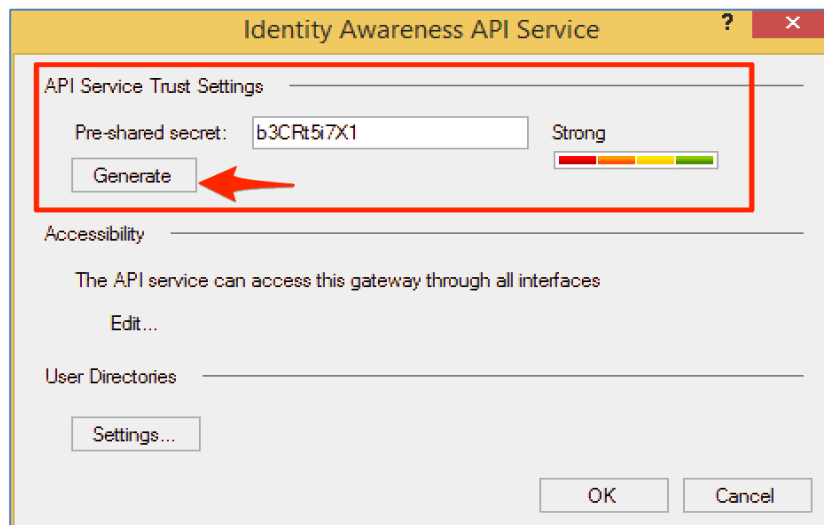 Identity Awareness API Service
?
×
API Service Trust Settings
Pre-shared secret: b3CRt5i7X1 Strong
Generate
Accessibility
The API service can access this gateway through all interfaces
Edit...
User Directories
Settings...
OK Cancel